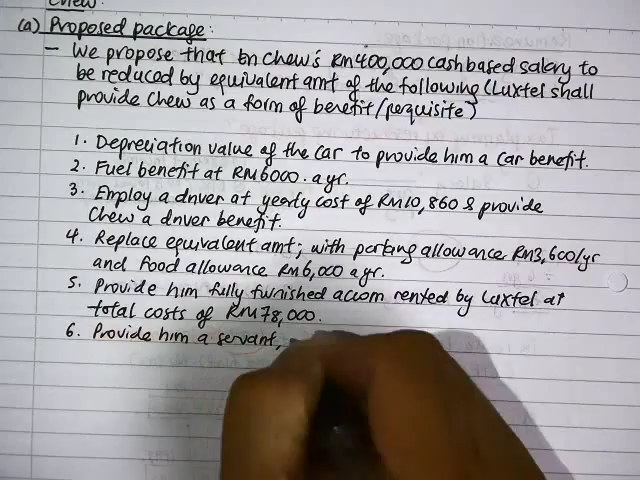 Chew:
(a) Proposed package:
- We propose that En Chew's RM400,000 cash based salary to
be reduced by equivalent amt of the following (Luxtel shall
provide Chew as a form of benefit/perquisite)
1. Depreciation value of the car to provide him a car benefit.
2. Fuel benefit at RM6000. a yr.
3. Employ a driver at yearly cost of RM10,860 & provide
Chew a driver benefit.
4. Replace equivalent amt; with parking allowance RM3,600/yr
and food allowance RM6,000 a yr.
5. Provide him fully furnished accom rented by Luxtel at
total costs of RM78,000.
6. Provide him a servant,